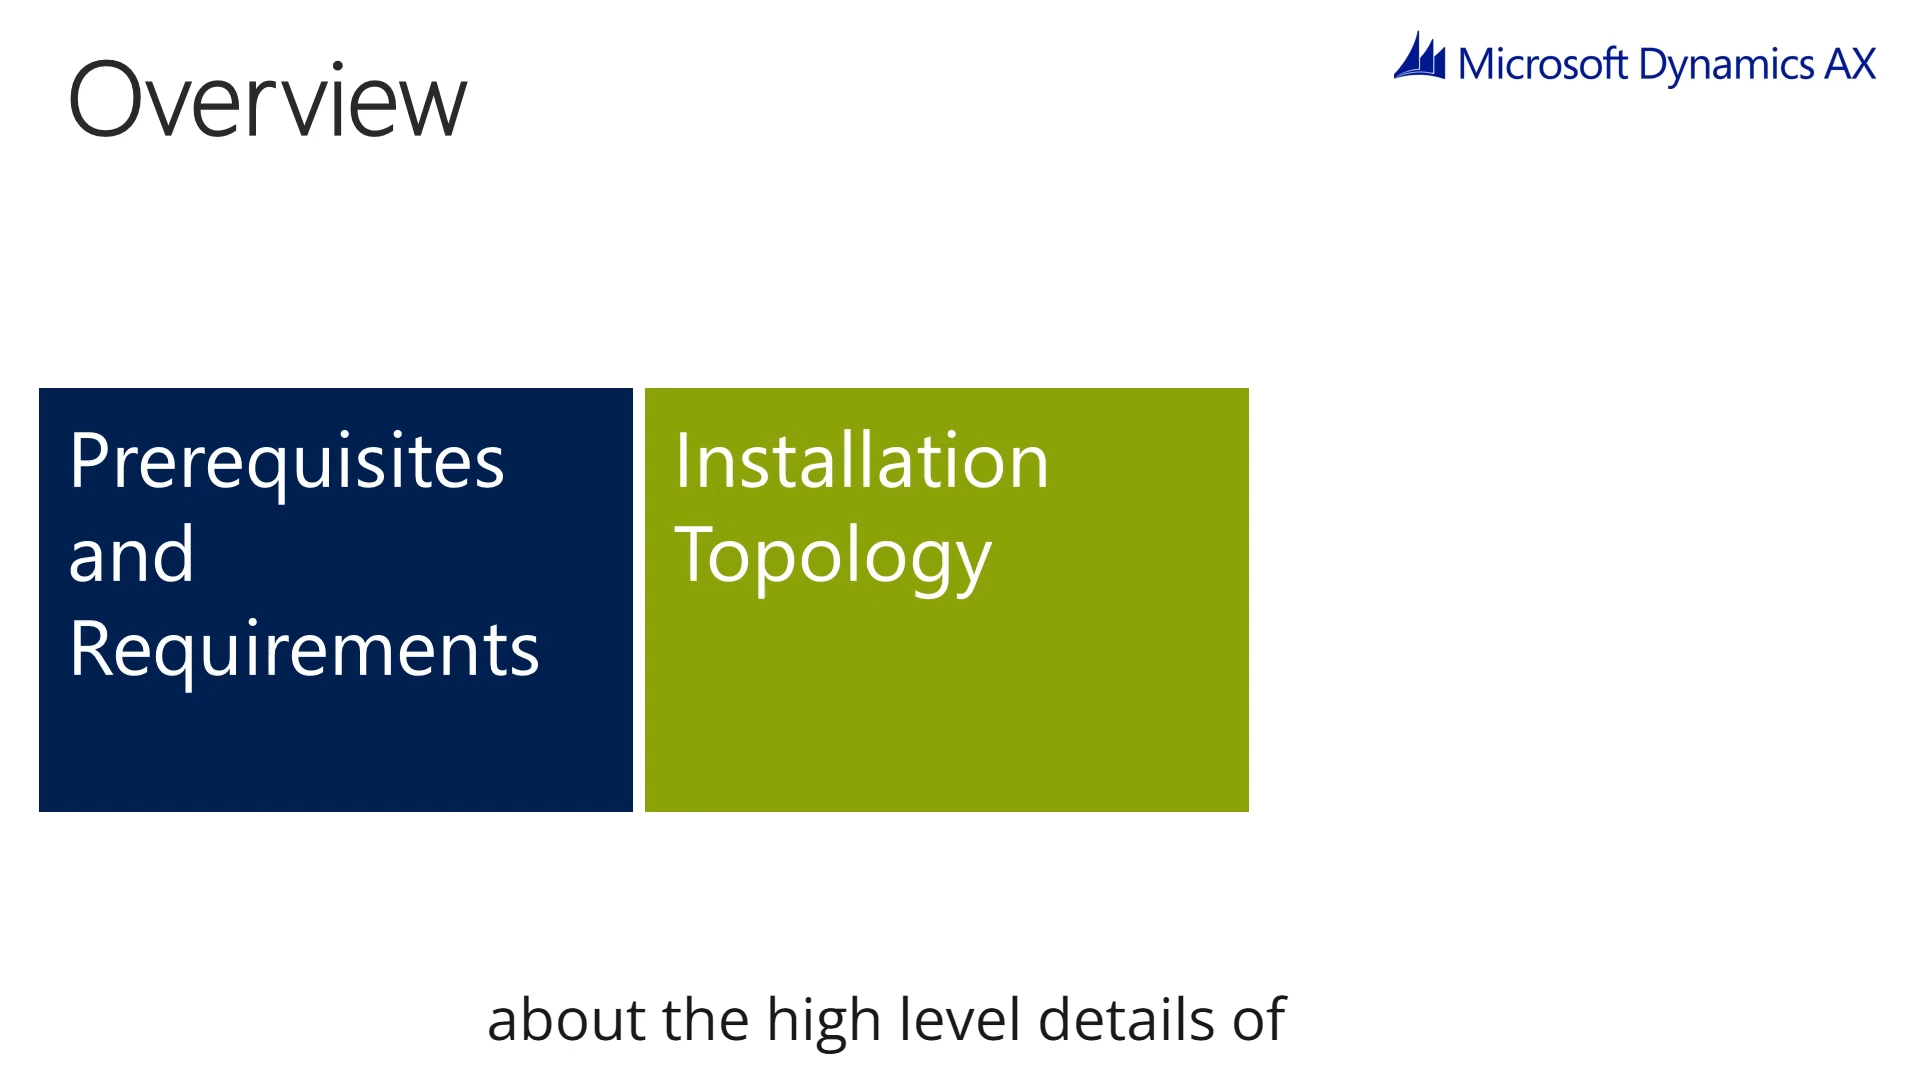 Overview
Microsoft Dynamics AX
Prerequisites
and
Requirements
Installation
Topology
about the high level details of